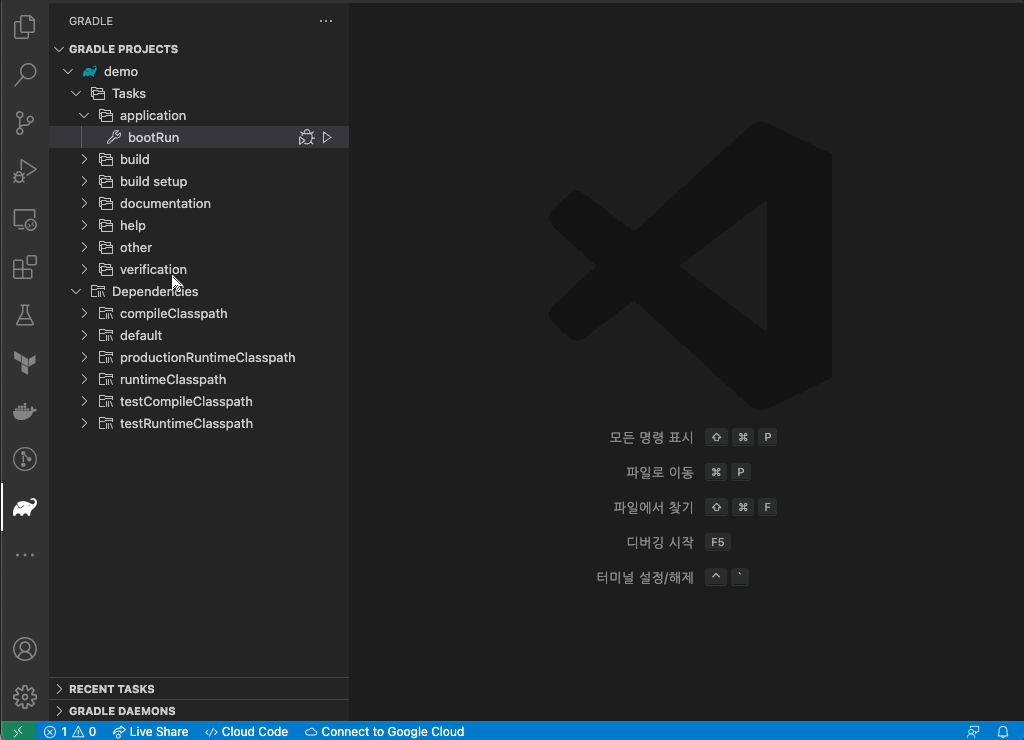 GRADLE
GRADLE PROJECTS
demo
Tasks
application
bootRun
build
build setup
documentation
help
other
verification
Dependencies
compileClasspath
default
productionRuntimeClasspath
runtimeClasspath
testCompileClasspath
testRuntimeClasspath
RECENT TASKS
GRADLE DAEMONS
모든 명령 표시 ⇧ ⌘ P
파일로 이동 ⌘ P
파일에서 찾기 ⇧ ⌘ F
디버깅 시작 F5
터미널 설정/해제 ^ `
1 0 Live Share Cloud Code Connect to Google Cloud